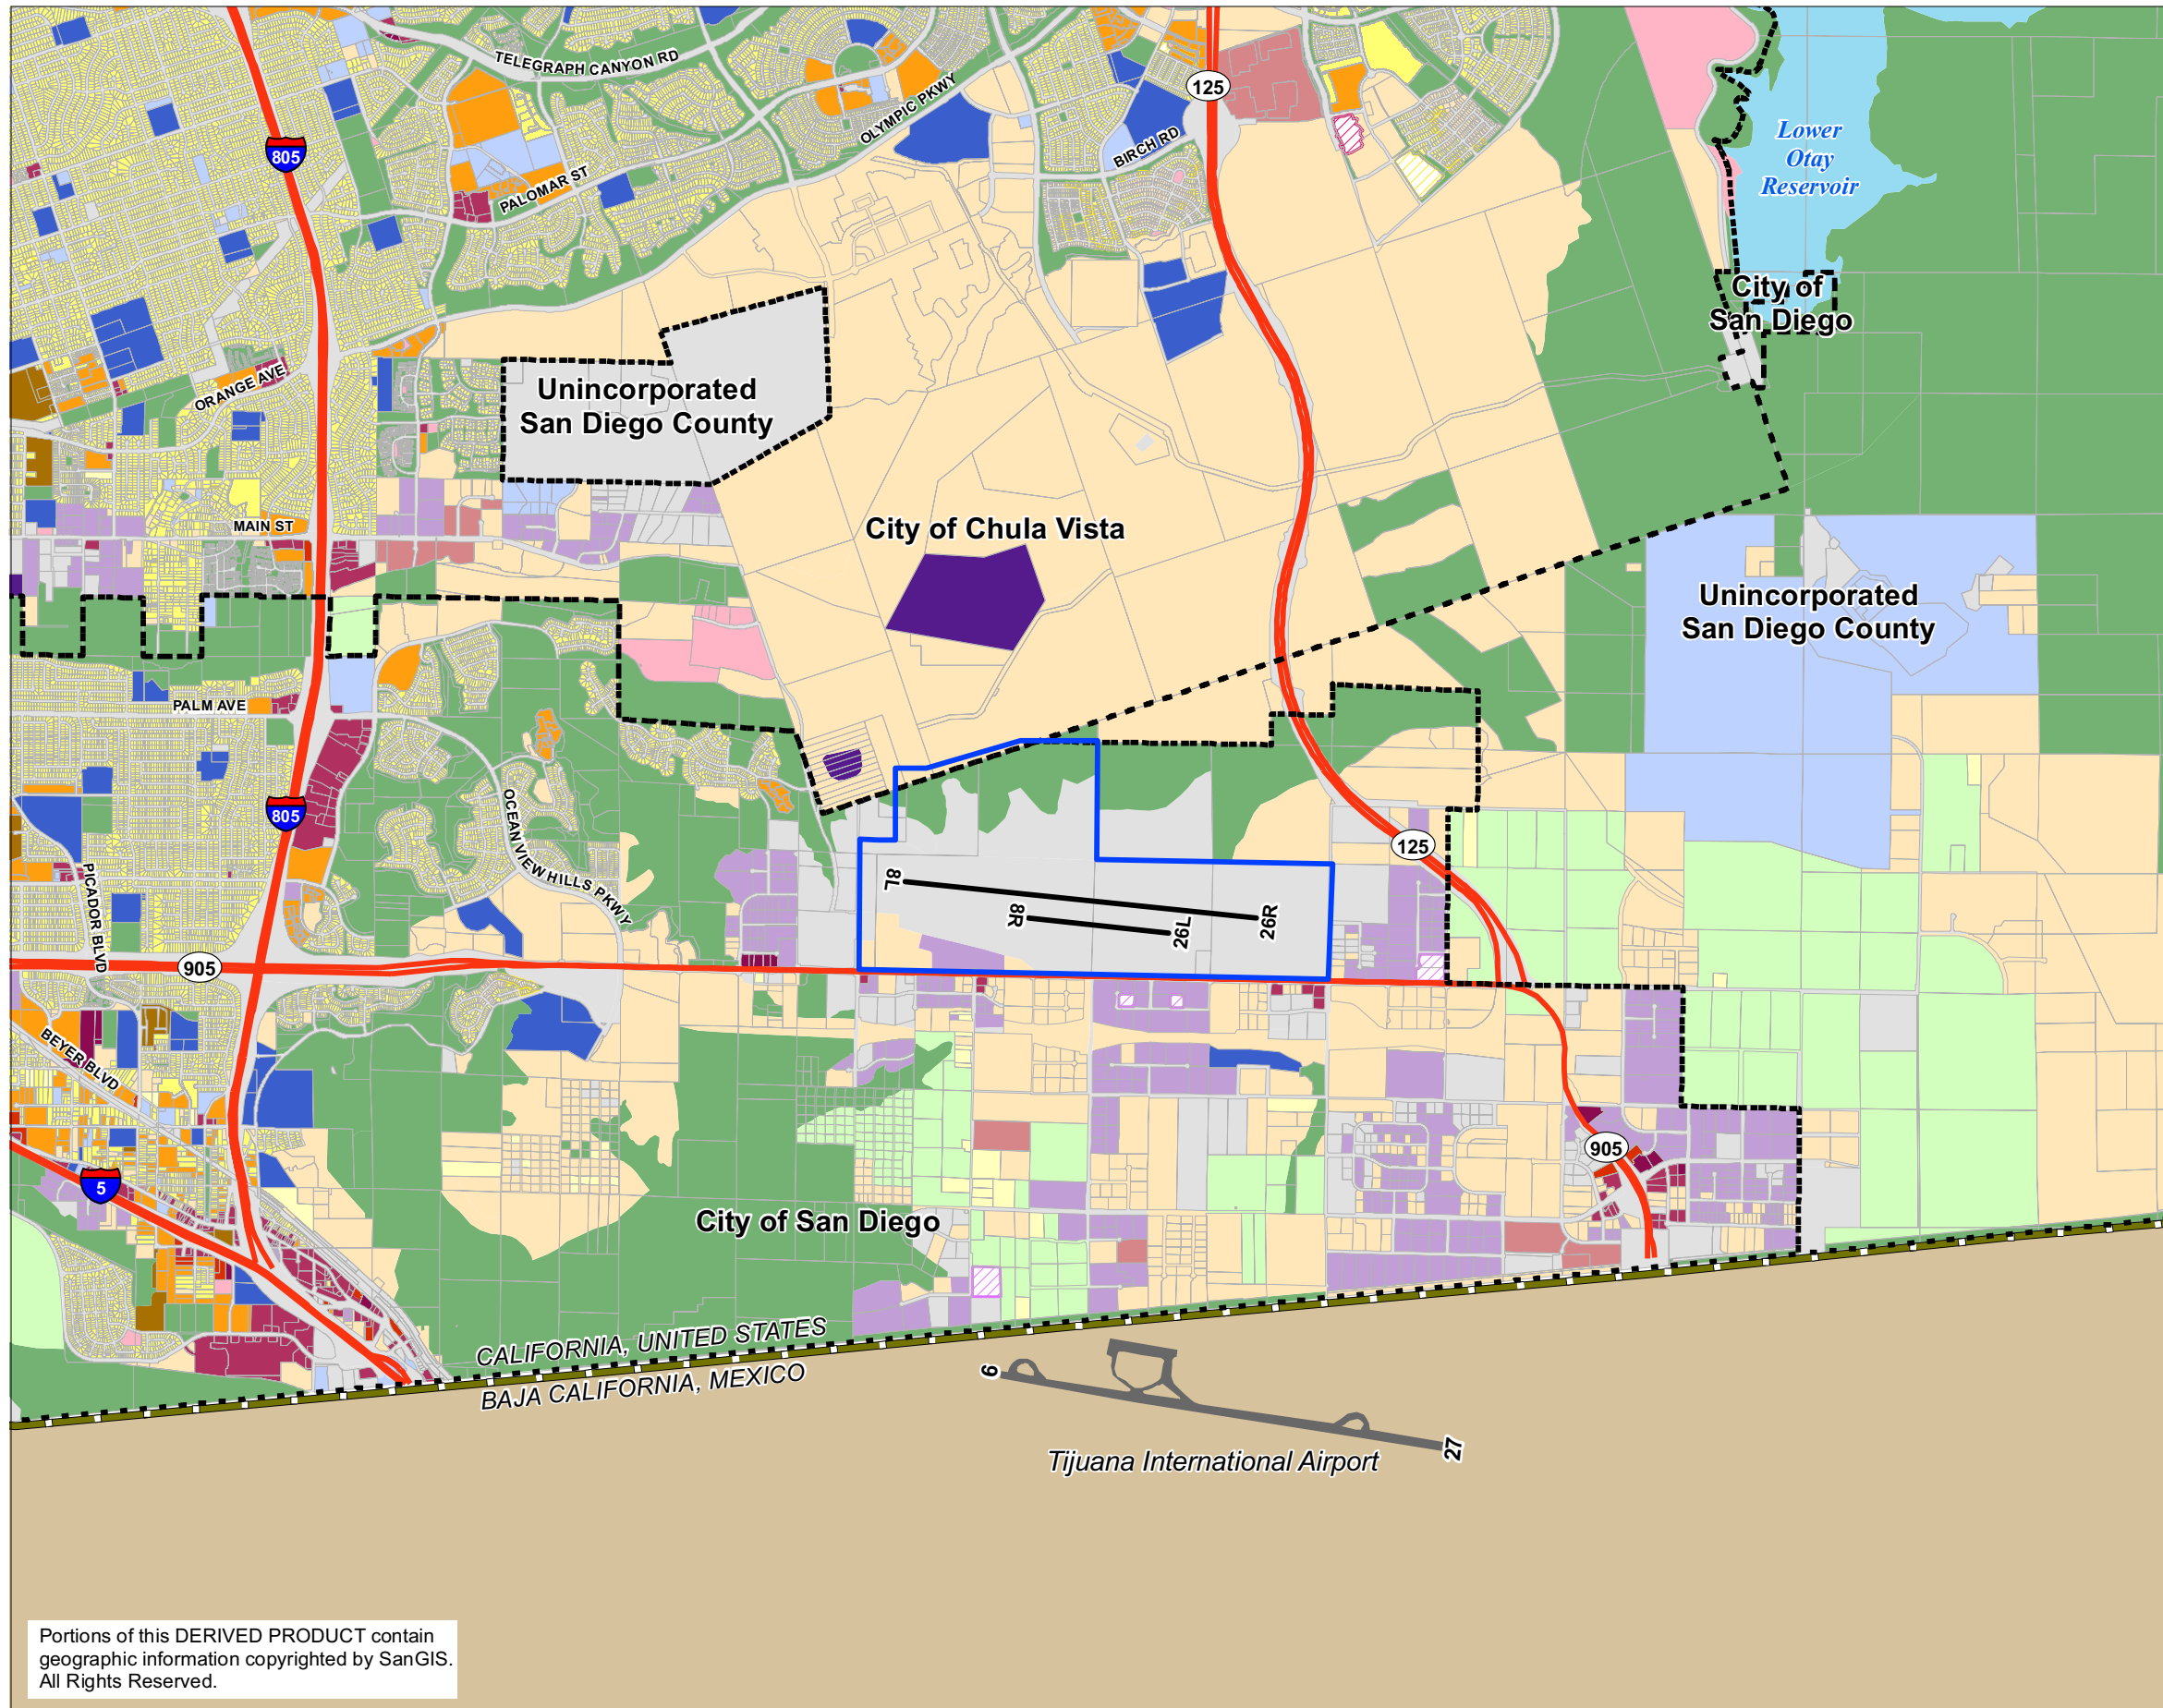 TELEGRAPH CANYON RD
OLYMPIC PKWY
125
BIRCH RD
Lower
Otay
Reservoir
805
PALOMAR ST
City of
San Diego
ORANGE AVE
Unincorporated
San Diego County
MAIN ST
City of Chula Vista
Unincorporated
San Diego County
PALM AVE
805
OCEAN VIEW HILLS PKWY
PICADOR BLVD
125
8L
8R
26L
26R
905
BEYER BLVD
905
5
City of San Diego
CALIFORNIA, UNITED STATES
BAJA CALIFORNIA, MEXICO
9
27
Tijuana International Airport
Portions of this DERIVED PRODUCT contain
geographic information copyrighted by SanGIS.
All Rights Reserved.